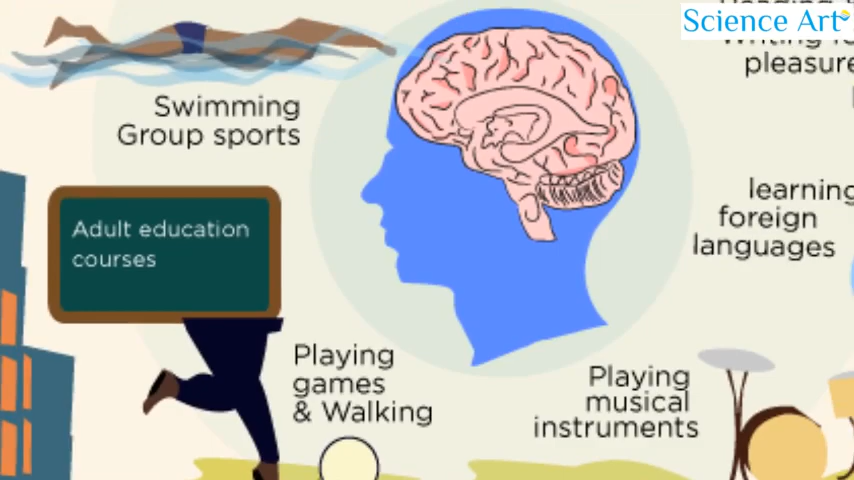 Science Art
pleasure
Swimming
Group sports
Adult education
courses
learning
foreign
languages
Playing
games
& Walking
Playing
musical
instruments